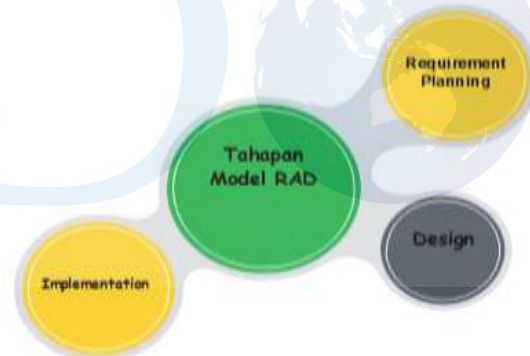 Requirement
Planning
Tahapan
Model RAD
Design
Implementation